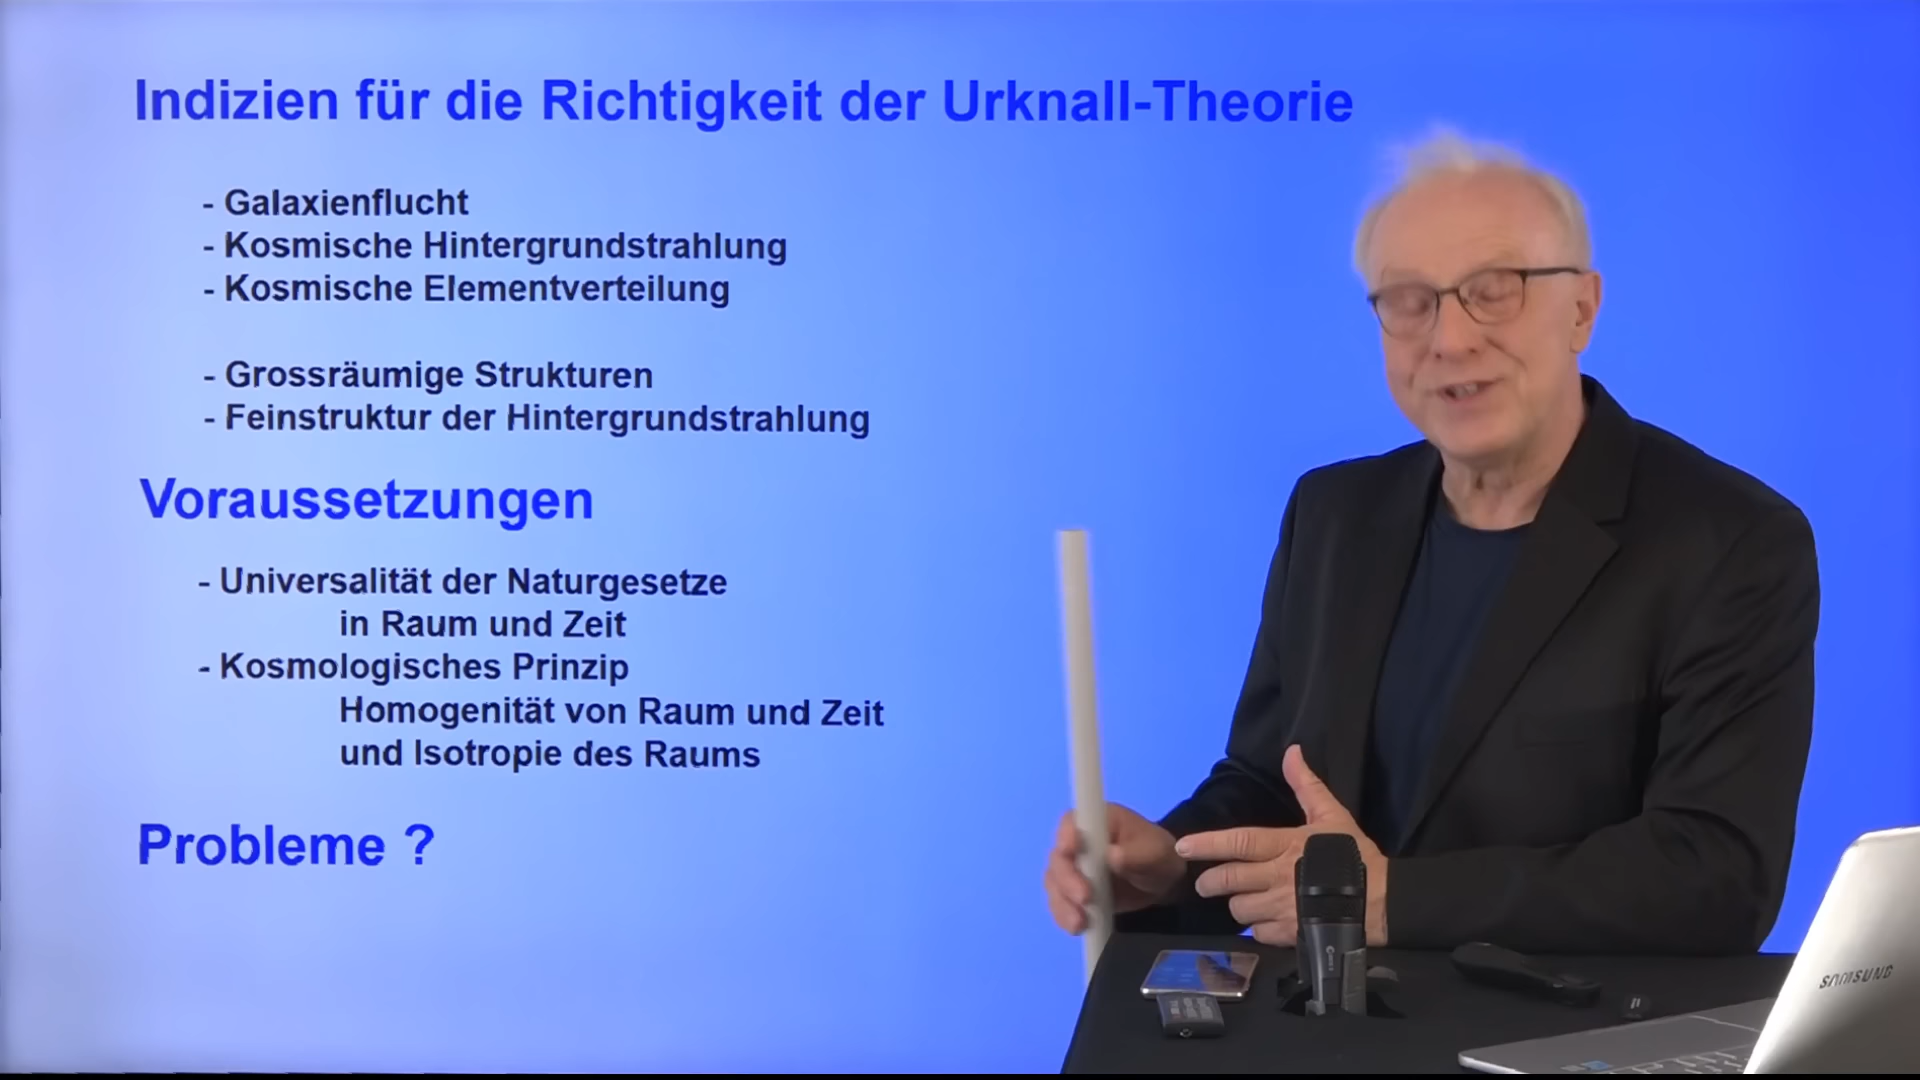 Indizien für die Richtigkeit der Urknall-Theorie
- Galaxienflucht
- Kosmische Hintergrundstrahlung
- Kosmische Elementverteilung
- Grossräumige Strukturen
- Feinstruktur der Hintergrundstrahlung
Voraussetzungen
- Universalität der Naturgesetze
in Raum und Zeit
- Kosmologisches Prinzip
Homogenität von Raum und Zeit
und Isotropie des Raums
Probleme ?
SAMSUNG